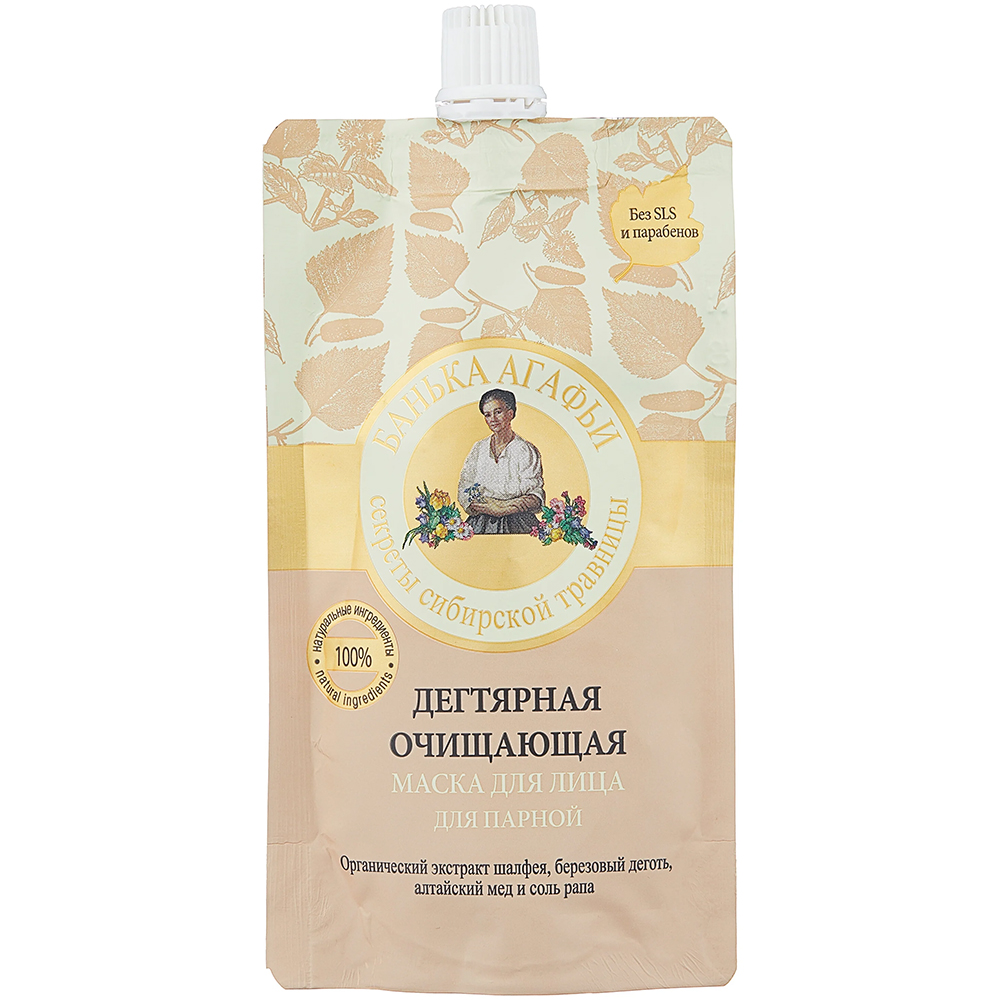 Без SLS
и парабенов
БАНЬКА АГАФЬИ
секреты сибирской травницы
натуральные ингредиенты
100%
natural ingredients
ДЕГТЯРНАЯ
ОЧИЩАЮЩАЯ
МАСКА ДЛЯ ЛИЦА
ДЛЯ ПАРНОЙ
Органический экстракт шалфея, березовый деготь,
алтайский мед и соль рапа